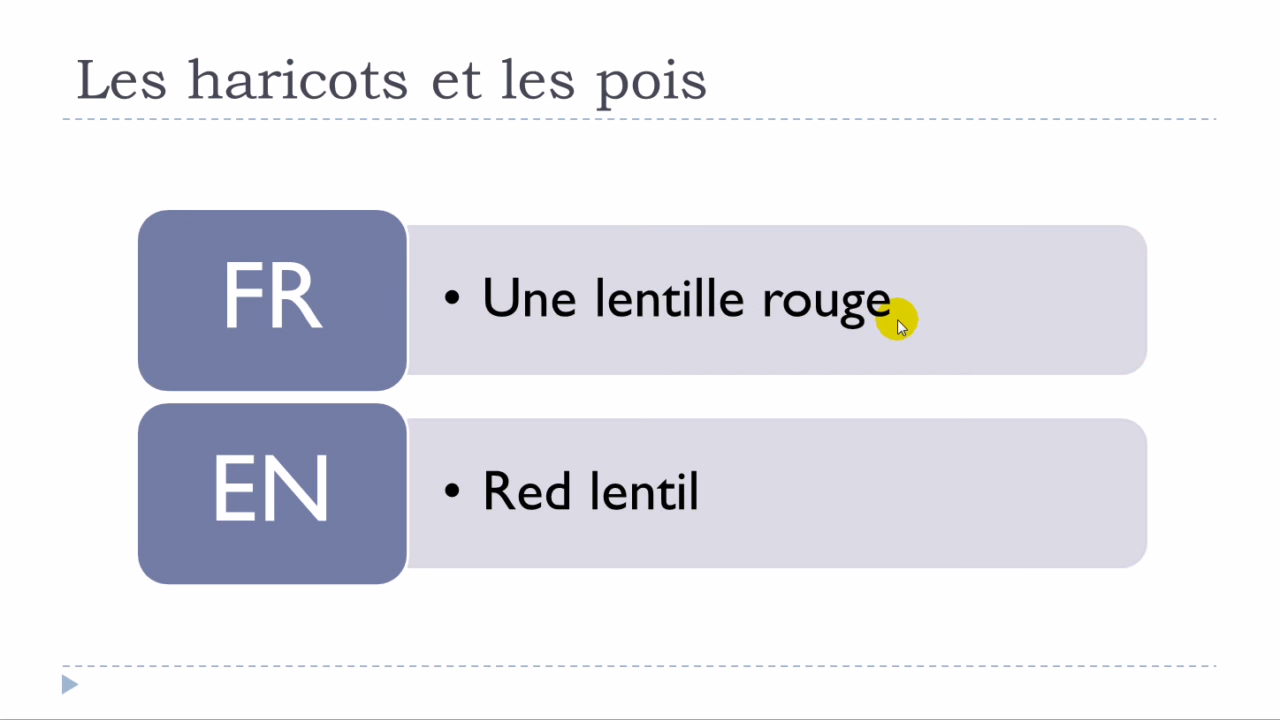 Les haricots et les pois
FR
• Une lentille rouge
EN
• Red lentil